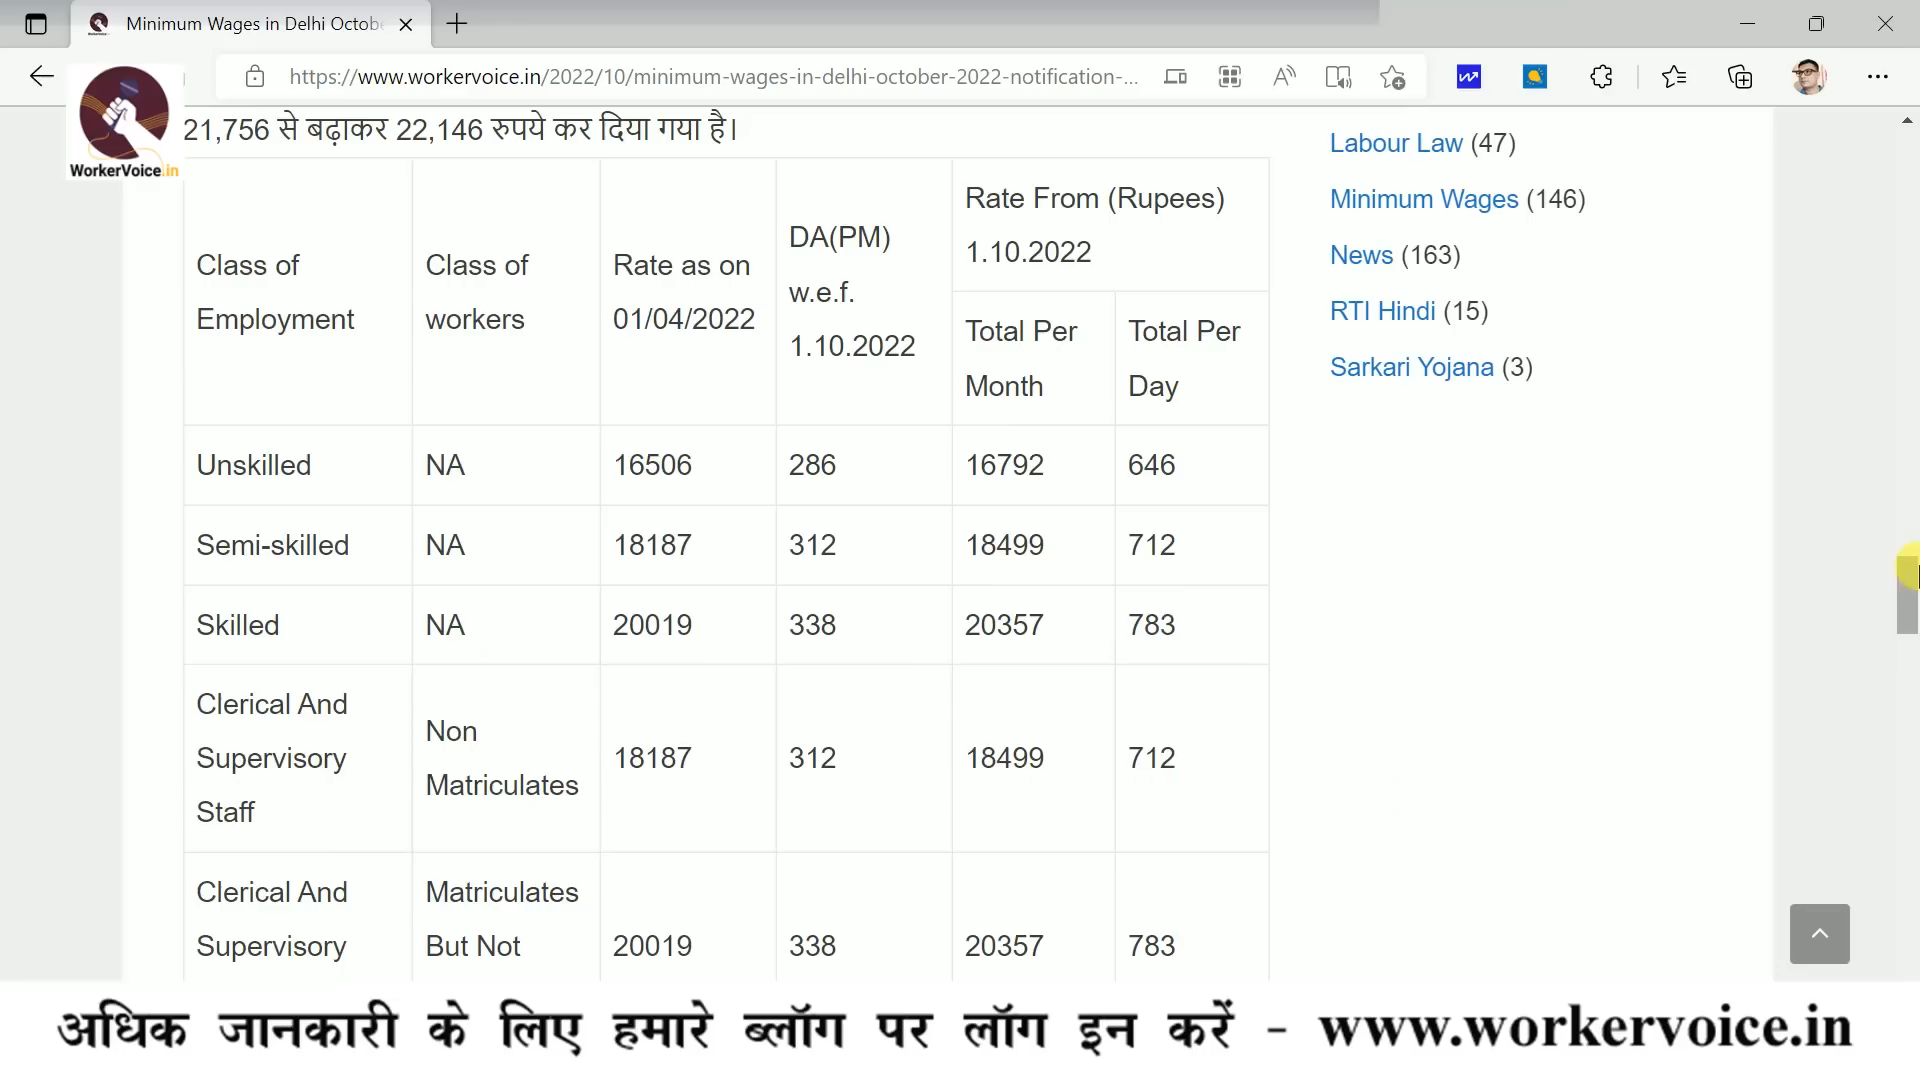 Minimum Wages in Delhi Octob
https://www.workervoice.in/2022/10/minimum-wages-in-delhi-october-2022-notification-...
WorkerVoice.in
21,756 से बढ़ाकर 22,146 रुपये कर दिया गया है।
Class of Employment
Class of workers
Rate as on 01/04/2022
DA(PM) w.e.f. 1.10.2022
Rate From (Rupees) 1.10.2022
Total Per Month
Total Per Day
Unskilled NA 16506 286 16792 646
Semi-skilled NA 18187 312 18499 712
Skilled NA 20019 338 20357 783
Clerical And Supervisory Staff
Non Matriculates
18187 312 18499 712
Clerical And Supervisory
Matriculates But Not
20019 338 20357 783
Labour Law (47)
Minimum Wages (146)
News (163)
RTI Hindi (15)
Sarkari Yojana (3)
अधिक जानकारी के लिए हमारे ब्लॉग पर लॉग इन करें - www.workervoice.in